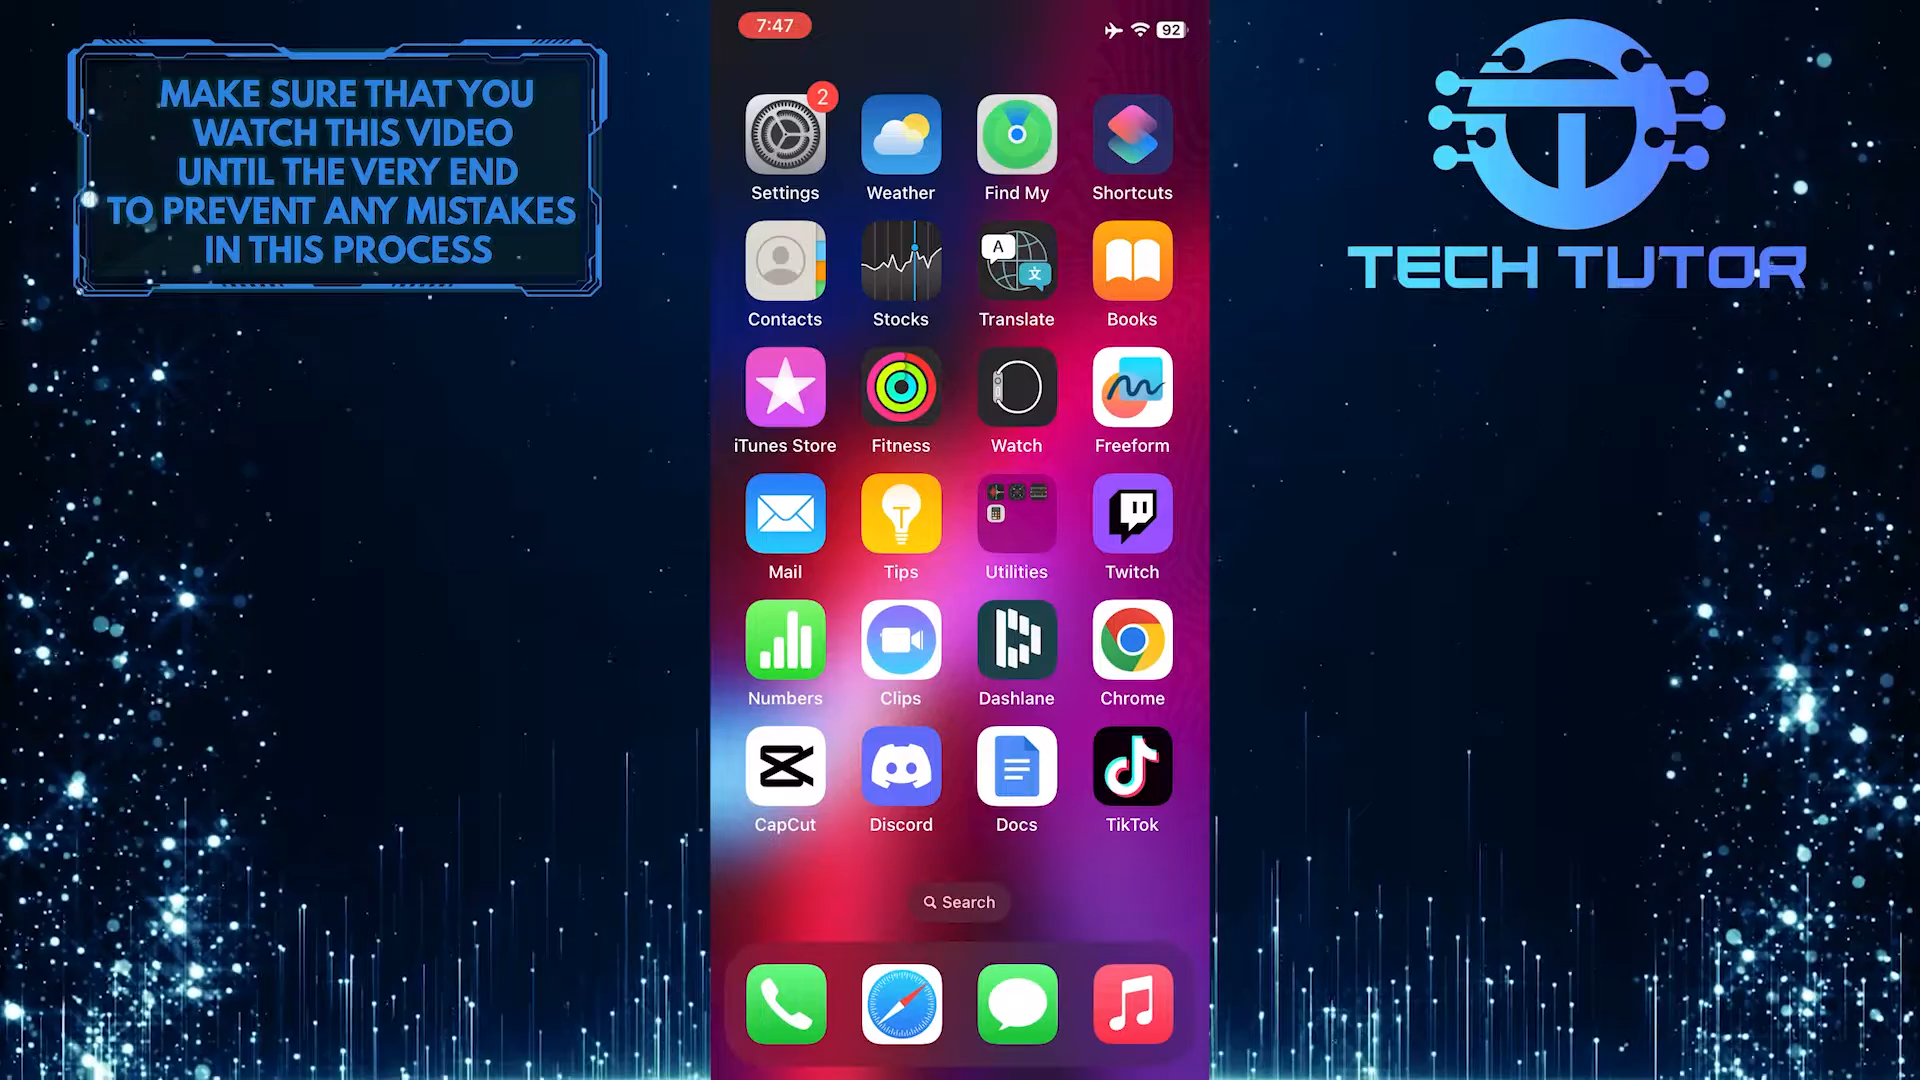 MAKE SURE THAT YOU
WATCH THIS VIDEO
UNTIL THE VERY END
TO PREVENT ANY MISTAKES
IN THIS PROCESS
7:47
92
2
Settings
Weather
Find My
Shortcuts
A
文
Contacts
Stocks
Translate
Books
iTunes Store
Fitness
Watch
Freeform
Mail
Tips
Utilities
Twitch
Numbers
Clips
Dashlane
Chrome
CapCut
Discord
Docs
TikTok
Search
TECH TUTOR